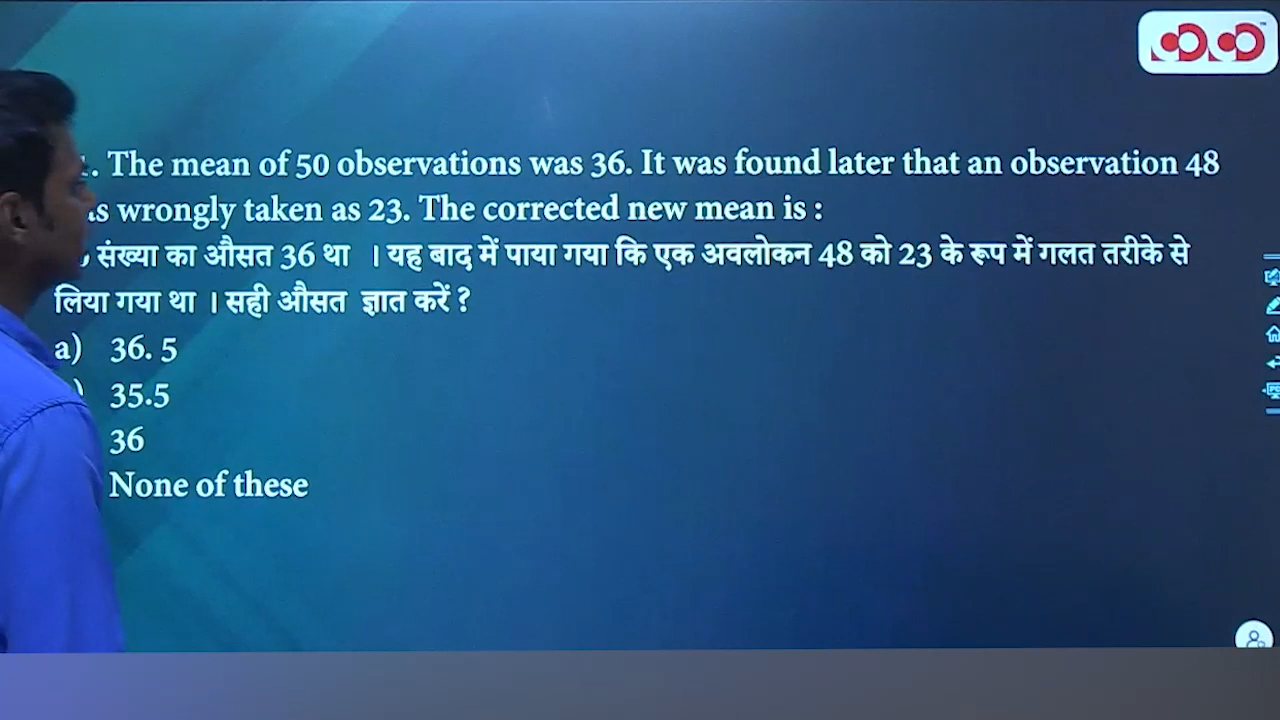 . The mean of 50 observations was 36. It was found later that an observation 48
wrongly taken as 23. The corrected new mean is :
संख्या का औसत 36 था । यह बाद में पाया गया कि एक अवलोकन 48 को 23 के रूप में गलत तरीके से
लिया गया था । सही औसत ज्ञात करें ?
a) 36. 5
) 35.5
36
None of these